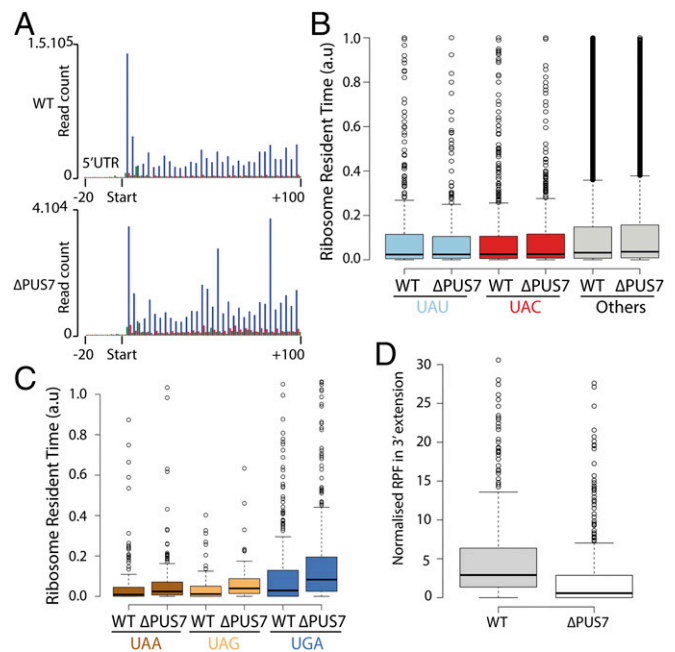 A
1.5.105
WT
Read count
5'UTR
0
-20 Start +100
4.104
ΔPUS7
Read count
0
-20 Start +100
B
Ribosome Resident Time (a.u)
1.0
0.8
0.6
0.4
0.2
0.0
WT ΔPUS7 WT ΔPUS7 WT ΔPUS7
UAU UAC Others
C
Ribosome Resident Time (a.u)
1.0
0.8
0.6
0.4
0.2
0.0
WT ΔPUS7 WT ΔPUS7 WT ΔPUS7
UAA UAG UGA
D
Normalised RPF in 3' extension
30
25
20
15
10
5
0
WT ΔPUS7